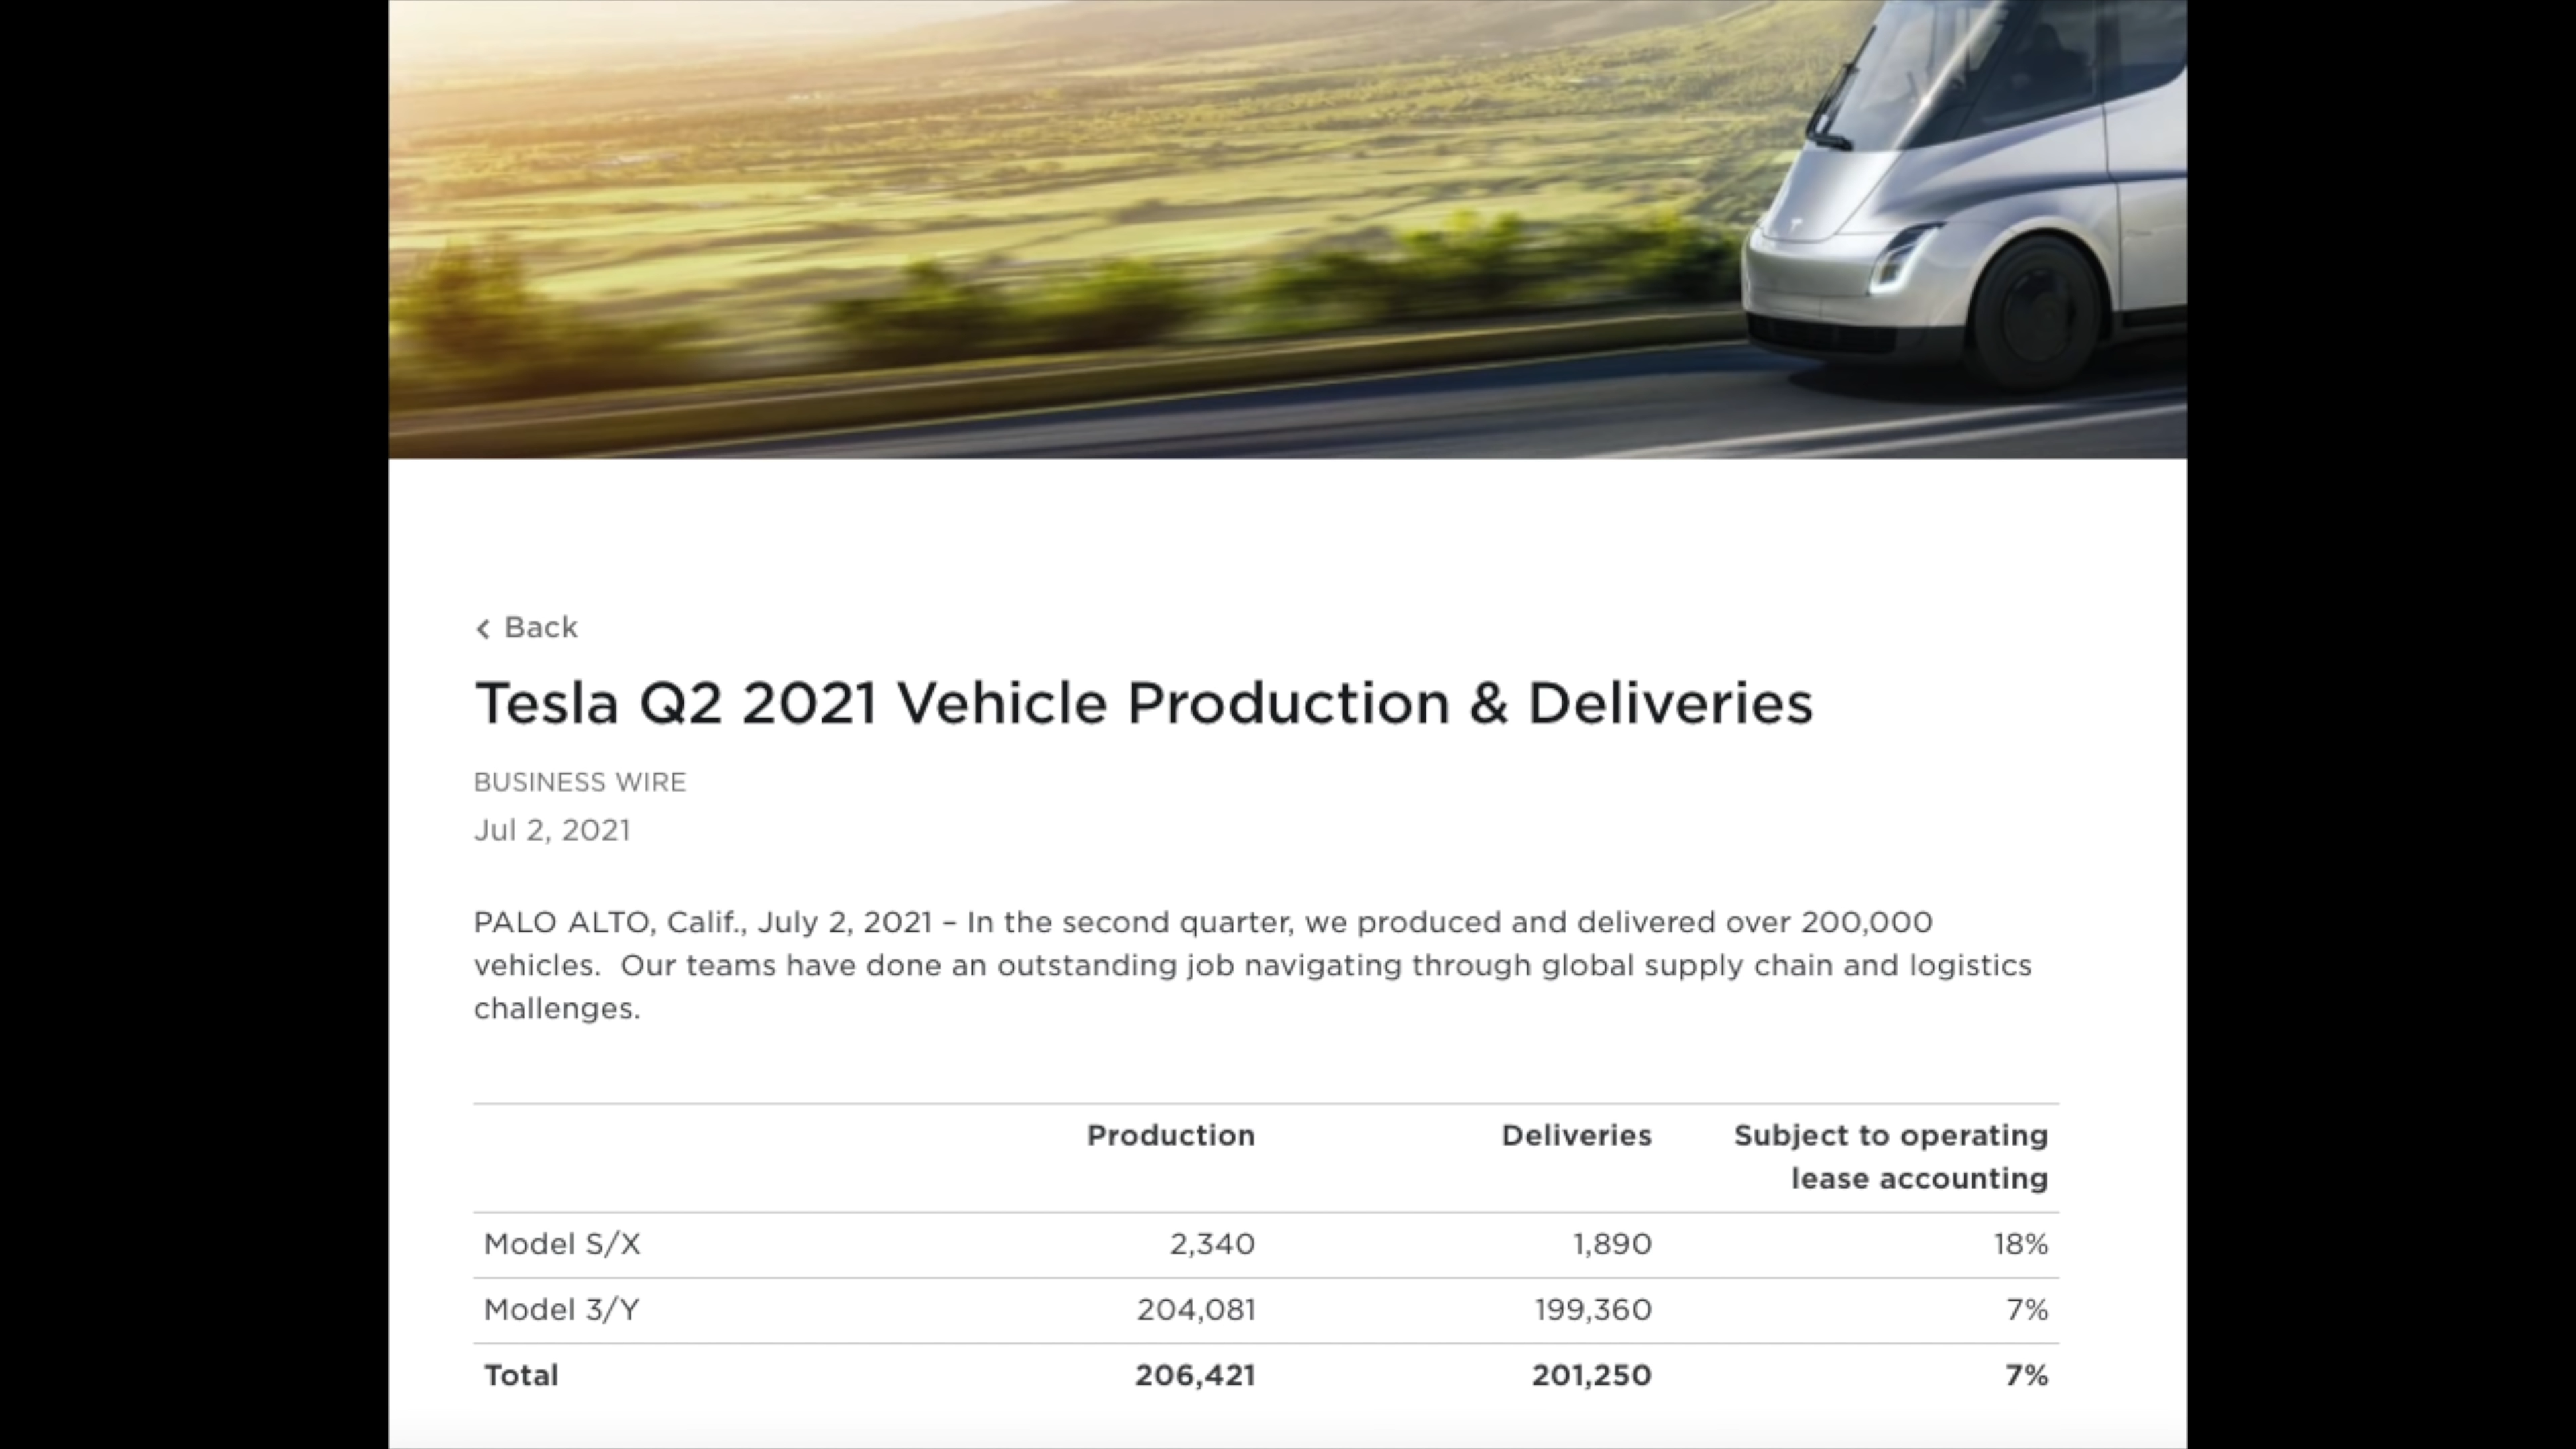 Back
Tesla Q2 2021 Vehicle Production & Deliveries
BUSINESS WIRE
Jul 2, 2021
PALO ALTO, Calif., July 2, 2021 – In the second quarter, we produced and delivered over 200,000
vehicles.  Our teams have done an outstanding job navigating through global supply chain and logistics
challenges.
Production Deliveries Subject to operating
lease accounting
Model S/X 2,340 1,890 18%
Model 3/Y 204,081 199,360 7%
Total 206,421 201,250 7%